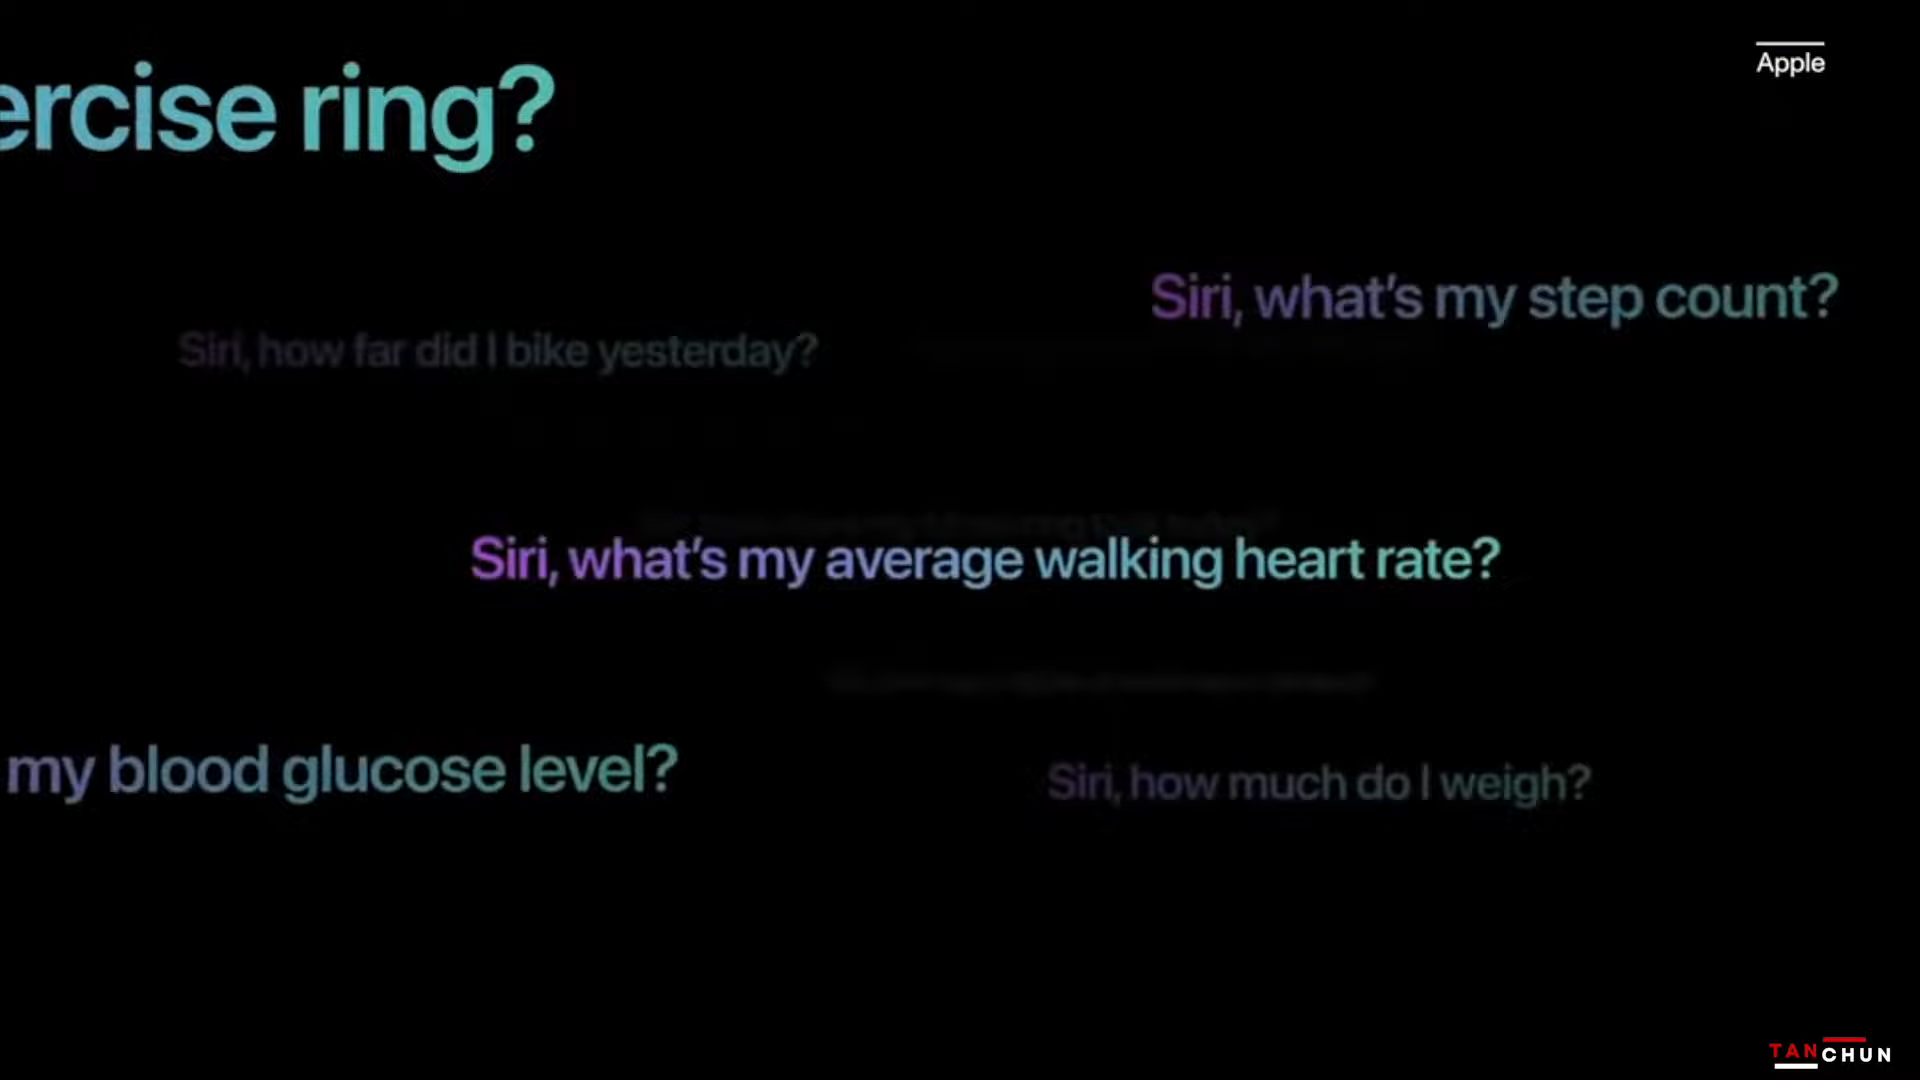 ercise ring?
Apple
Siri, what's my step count?
Siri, how far did I bike yesterday?
Siri, what's my average walking heart rate?
my blood glucose level?
Siri, how much do I weigh?
TANCHUN